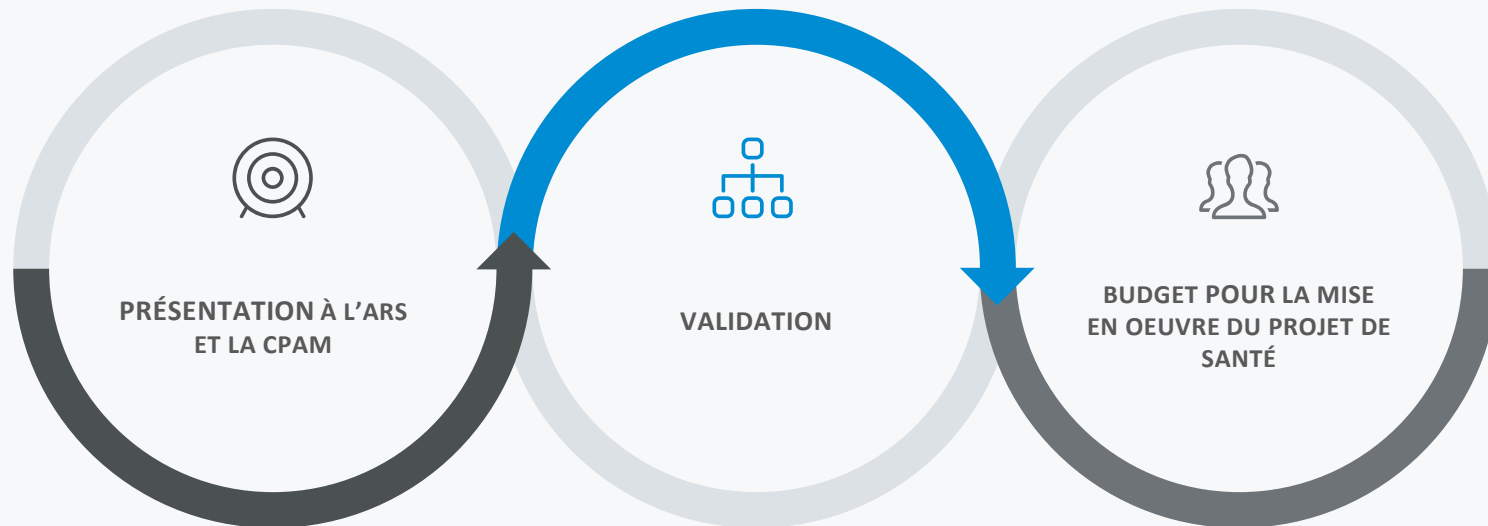 PRÉSENTATION À L’ARS
ET LA CPAM
VALIDATION
BUDGET POUR LA MISE
EN OEUVRE DU PROJET DE
SANTÉ